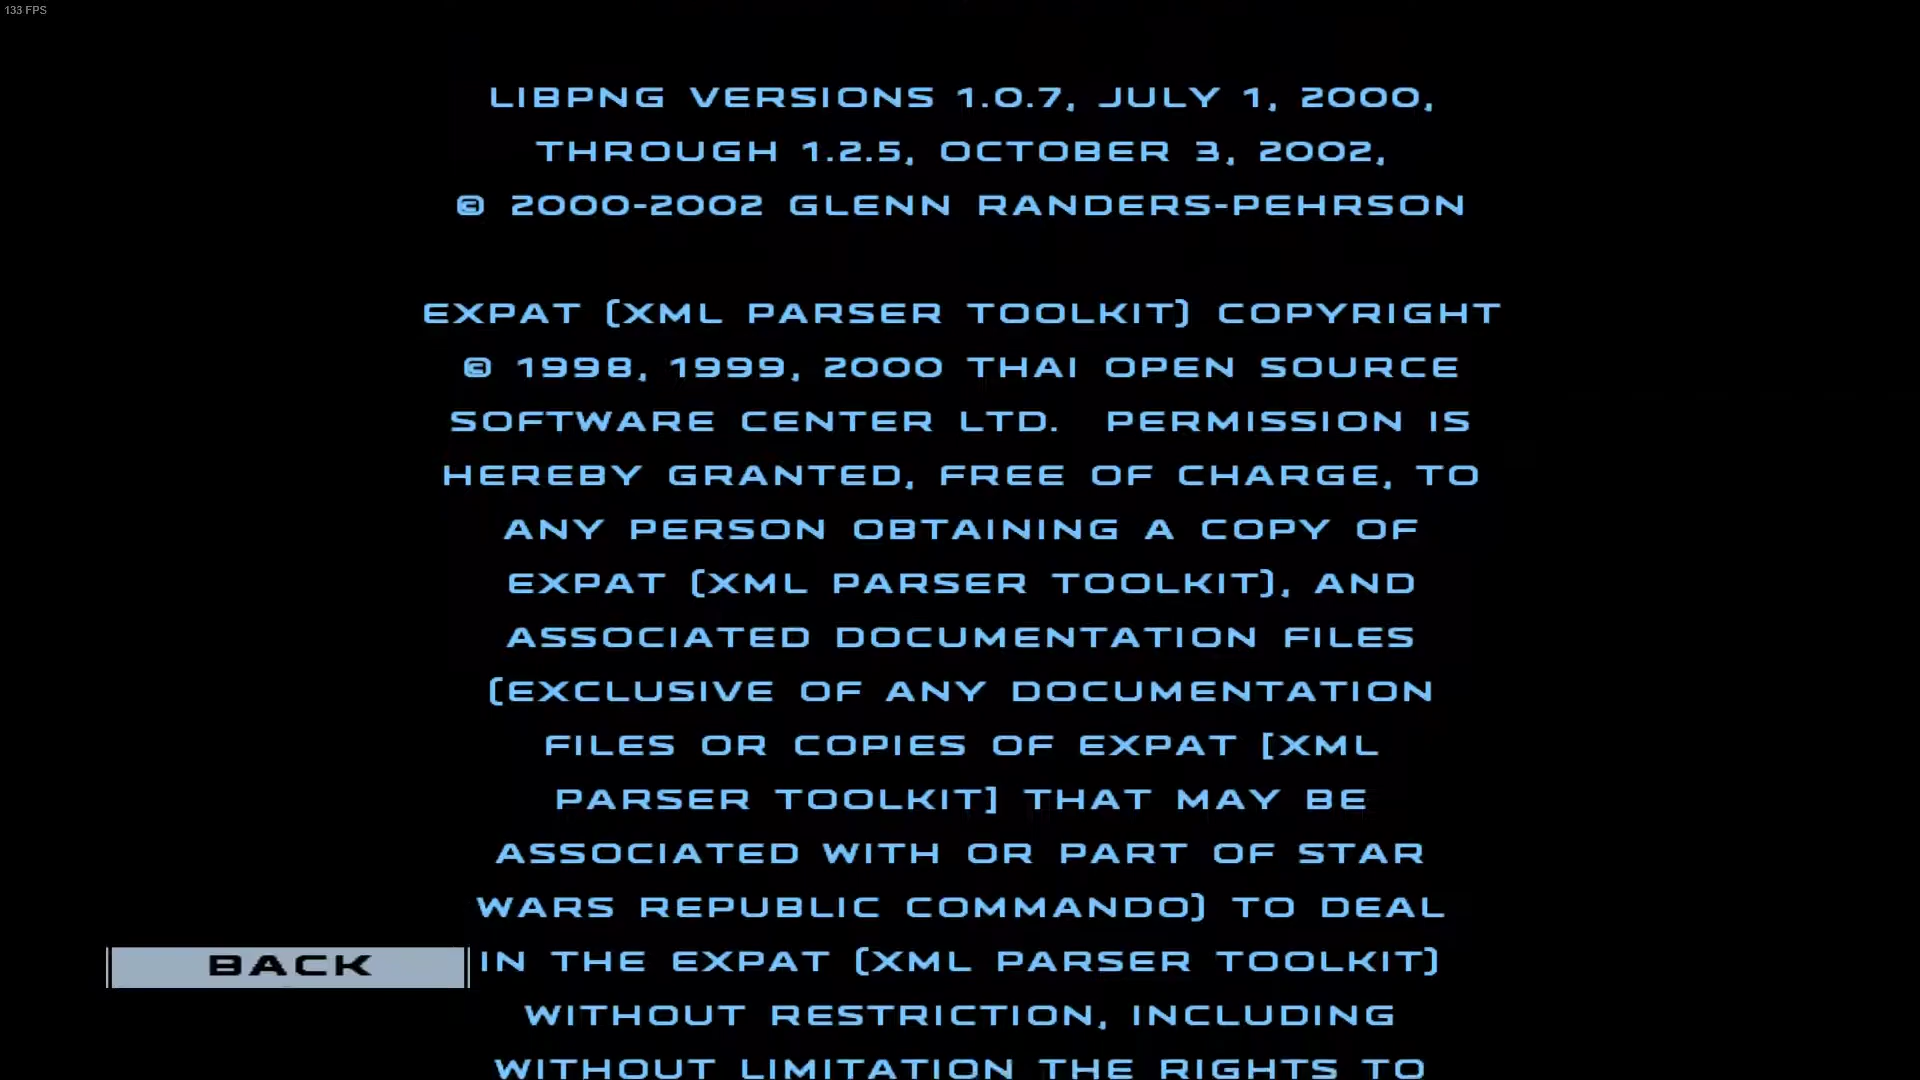 133 FPS
LIBPNG VERSIONS 1.0.7, JULY 1, 2000,
THROUGH 1.2.5, OCTOBER 3, 2002,
© 2000-2002 GLENN RANDERS-PEHRSON
EXPAT (XML PARSER TOOLKIT) COPYRIGHT
© 1998, 1999, 2000 THAI OPEN SOURCE
SOFTWARE CENTER LTD.  PERMISSION IS
HEREBY GRANTED, FREE OF CHARGE, TO
ANY PERSON OBTAINING A COPY OF
EXPAT (XML PARSER TOOLKIT), AND
ASSOCIATED DOCUMENTATION FILES
(EXCLUSIVE OF ANY DOCUMENTATION
FILES OR COPIES OF EXPAT [XML
PARSER TOOLKIT] THAT MAY BE
ASSOCIATED WITH OR PART OF STAR
WARS REPUBLIC COMMANDO) TO DEAL
IN THE EXPAT (XML PARSER TOOLKIT)
WITHOUT RESTRICTION, INCLUDING
WITHOUT LIMITATION THE RIGHTS TO
BACK